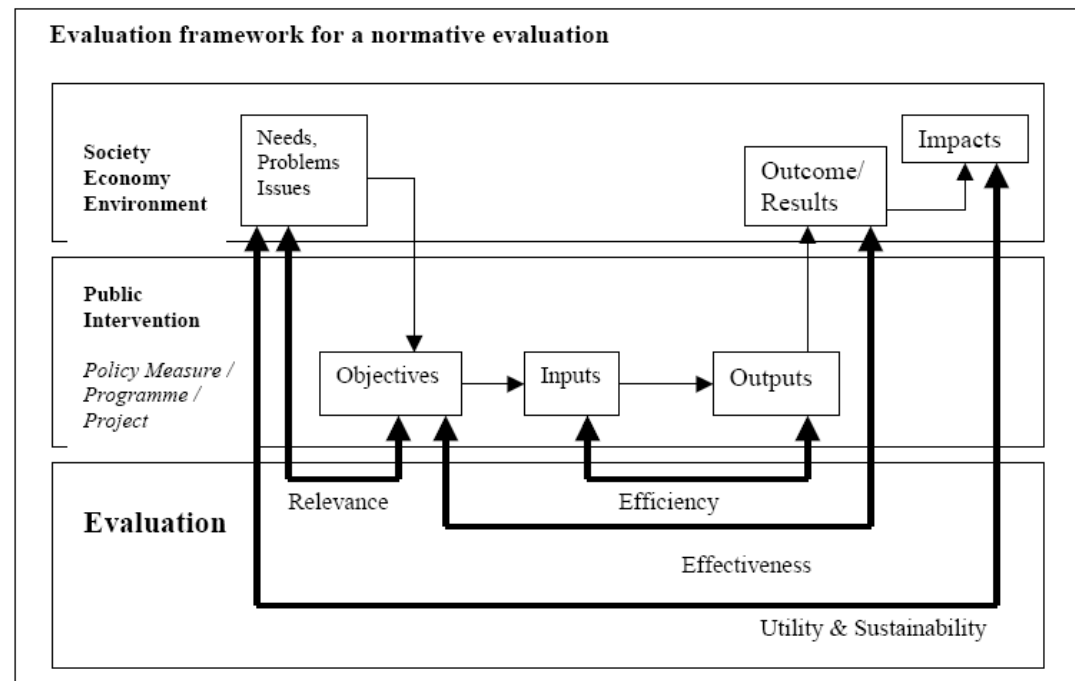 Evaluation framework for a normative evaluation
Society
Economy
Environment
Needs,
Problems
Issues
Outcome/
Results
Impacts
Public
Intervention
Policy Measure /
Programme /
Project
Objectives
Inputs
Outputs
Relevance
Efficiency
Evaluation
Effectiveness
Utility & Sustainability